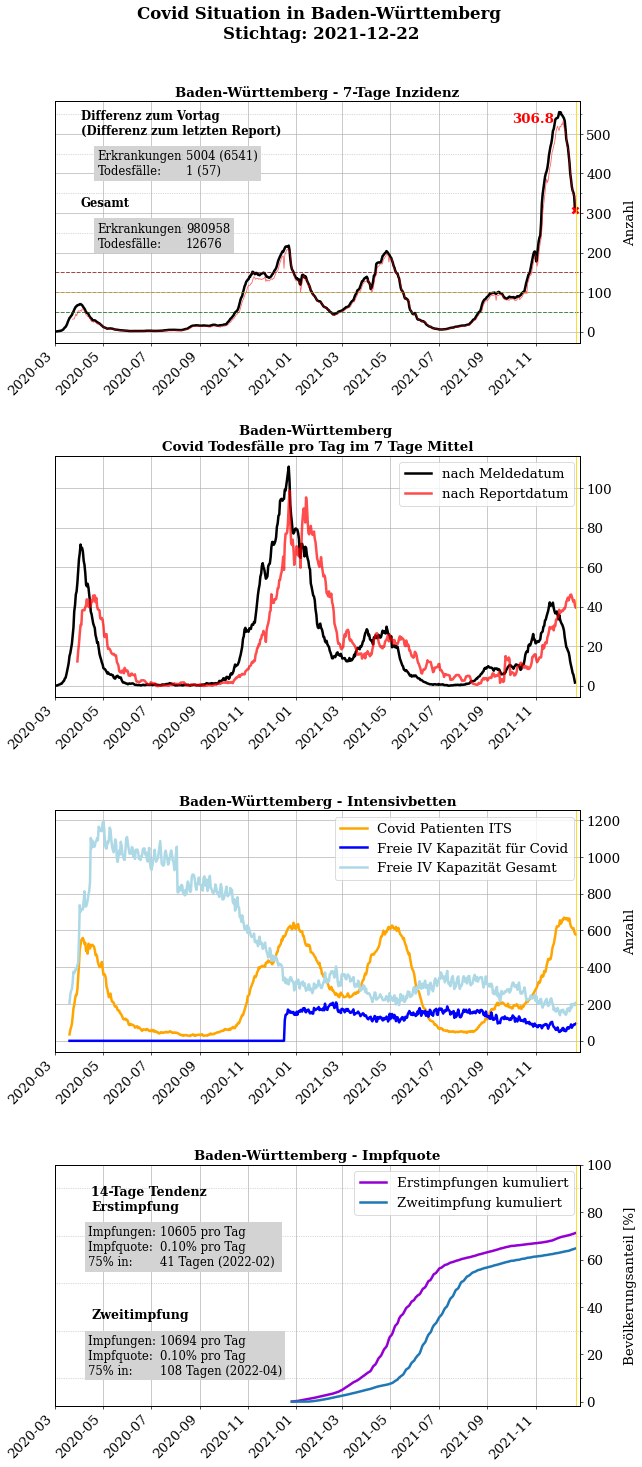 Covid Situation in Baden-Württemberg
Stichtag: 2021-12-22
Baden-Württemberg - 7-Tage Inzidenz
Differenz zum Vortag
(Differenz zum letzten Report)
Erkrankungen 5004 (6541)
Todesfälle: 1 (57)
Gesamt
Erkrankungen 980958
Todesfälle: 12676
306.8
500
400
300
200
100
0
Anzahl
2020-03
2020-05
2020-07
2020-09
2020-11
2021-01
2021-03
2021-05
2021-07
2021-09
2021-11
Baden-Württemberg
Covid Todesfälle pro Tag im 7 Tage Mittel
nach Meldedatum
nach Reportdatum
100
80
60
40
20
0
2020-03
2020-05
2020-07
2020-09
2020-11
2021-01
2021-03
2021-05
2021-07
2021-09
2021-11
Baden-Württemberg - Intensivbetten
Covid Patienten ITS
Freie IV Kapazität für Covid
Freie IV Kapazität Gesamt
1200
1000
800
600
400
200
0
Anzahl
2020-03
2020-05
2020-07
2020-09
2020-11
2021-01
2021-03
2021-05
2021-07
2021-09
2021-11
Baden-Württemberg - Impfquote
14-Tage Tendenz
Erstimpfung
Impfungen: 10605 pro Tag
Impfquote: 0.10% pro Tag
75% in: 41 Tagen (2022-02)
Zweitimpfung
Impfungen: 10694 pro Tag
Impfquote: 0.10% pro Tag
75% in: 108 Tagen (2022-04)
Erstimpfungen kumuliert
Zweitimpfung kumuliert
100
80
60
40
20
0
Bevölkerungsanteil [%]
2020-03
2020-05
2020-07
2020-09
2020-11
2021-01
2021-03
2021-05
2021-07
2021-09
2021-11